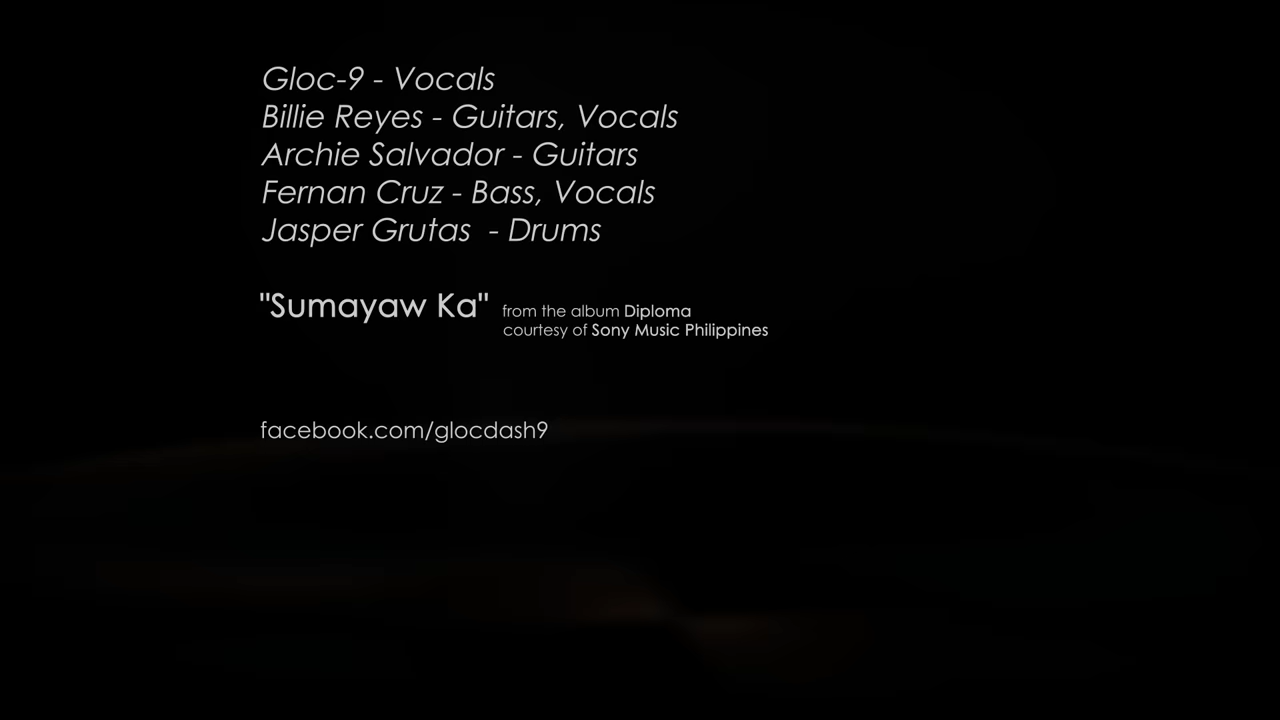 Gloc-9 - Vocals
Billie Reyes - Guitars, Vocals
Archie Salvador - Guitars
Fernan Cruz - Bass, Vocals
Jasper Grutas - Drums
"Sumayaw Ka" from the album Diploma
courtesy of Sony Music Philippines
facebook.com/glocdash9